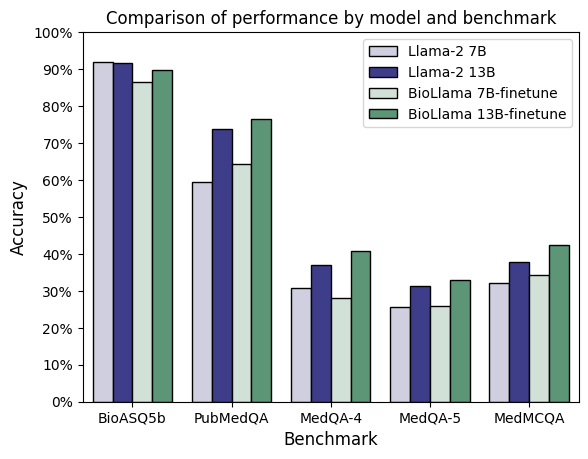 Comparison of performance by model and benchmark
100%
90%
80%
70%
60%
50%
40%
30%
20%
10%
0%
Accuracy
Llama-2 7B
Llama-2 13B
BioLlama 7B-finetune
BioLlama 13B-finetune
BioASQ5b PubMedQA MedQA-4 MedQA-5 MedMCQA
Benchmark